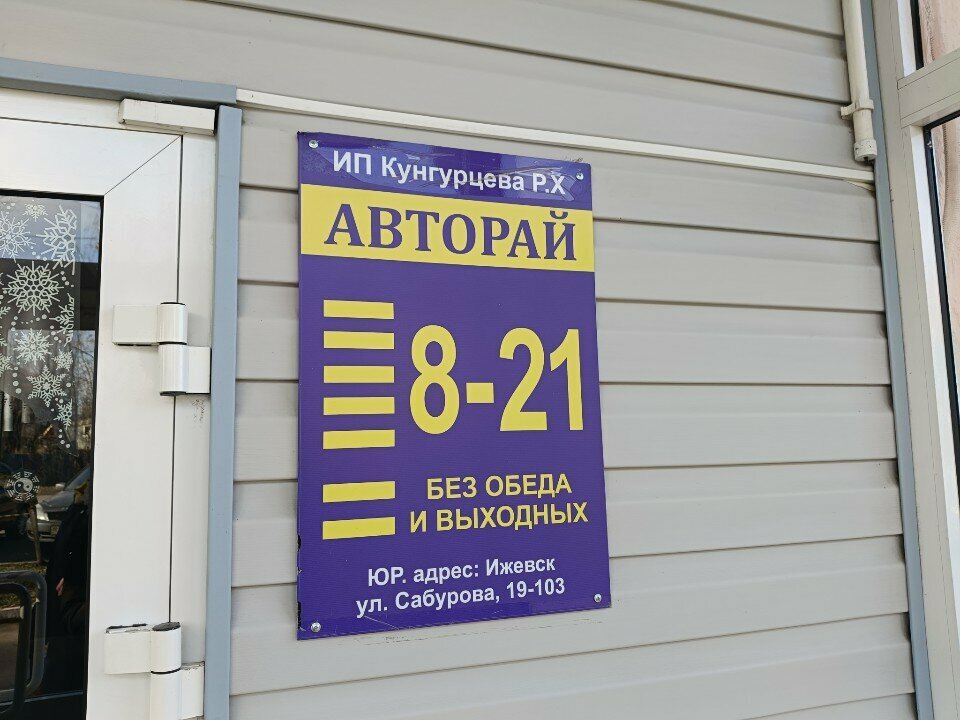 ИП Кунгурцева Р.Х
АВТОРАЙ
8-21
БЕЗ ОБЕДА
И ВЫХОДНЫХ
ЮР. адрес: Ижевск
ул. Сабурова, 19-103